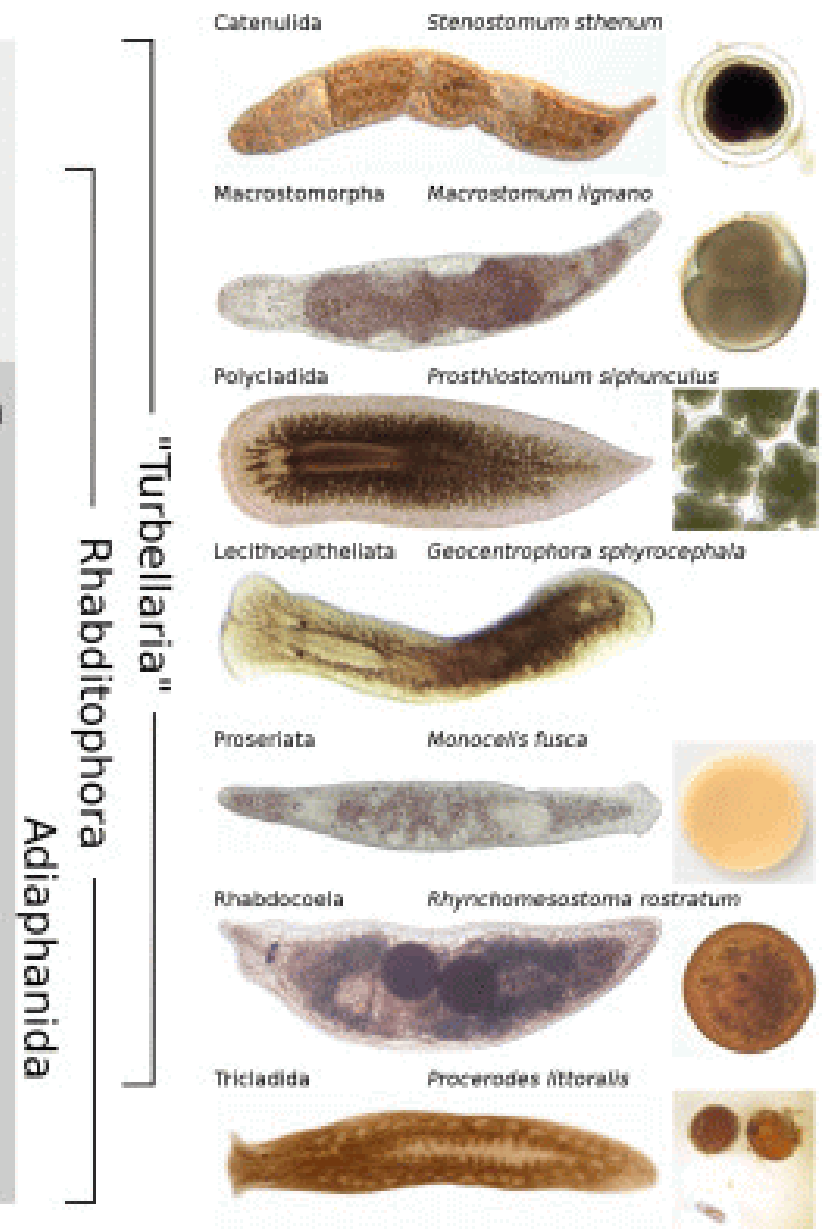 Catenulida Stenostomum sthenum
Macrostomorpha Macrostomum lignano
Polycladida Prosthiostomum siphunculus
Lecithoepitheliata Geocentrophora sphyrocephala
Proseriata Monocelis fusca
Rhabdocoela Rhynchomesostoma rostratum
Tricladida Procerodes littoralis
"Turbellaria"
Rhabditophora
Adiaphanida